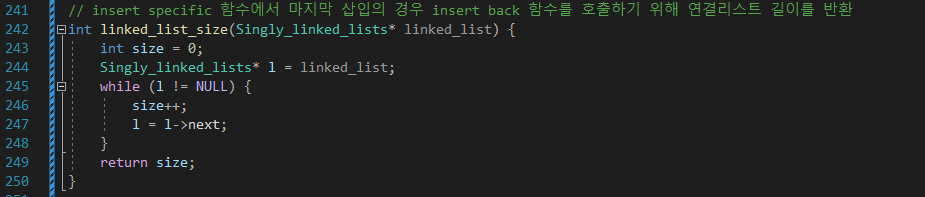 241 // insert specific 함수에서 마지막 삽입의 경우 insert back 함수를 호출하기 위해 연결리스트 길이를 반환
242 int linked_list_size(Singly_linked_lists* linked_list) {
243 int size = 0;
244 Singly_linked_lists* l = linked_list;
245 while (l != NULL) {
246 size++;
247 l = l->next;
248 }
249 return size;
250 }